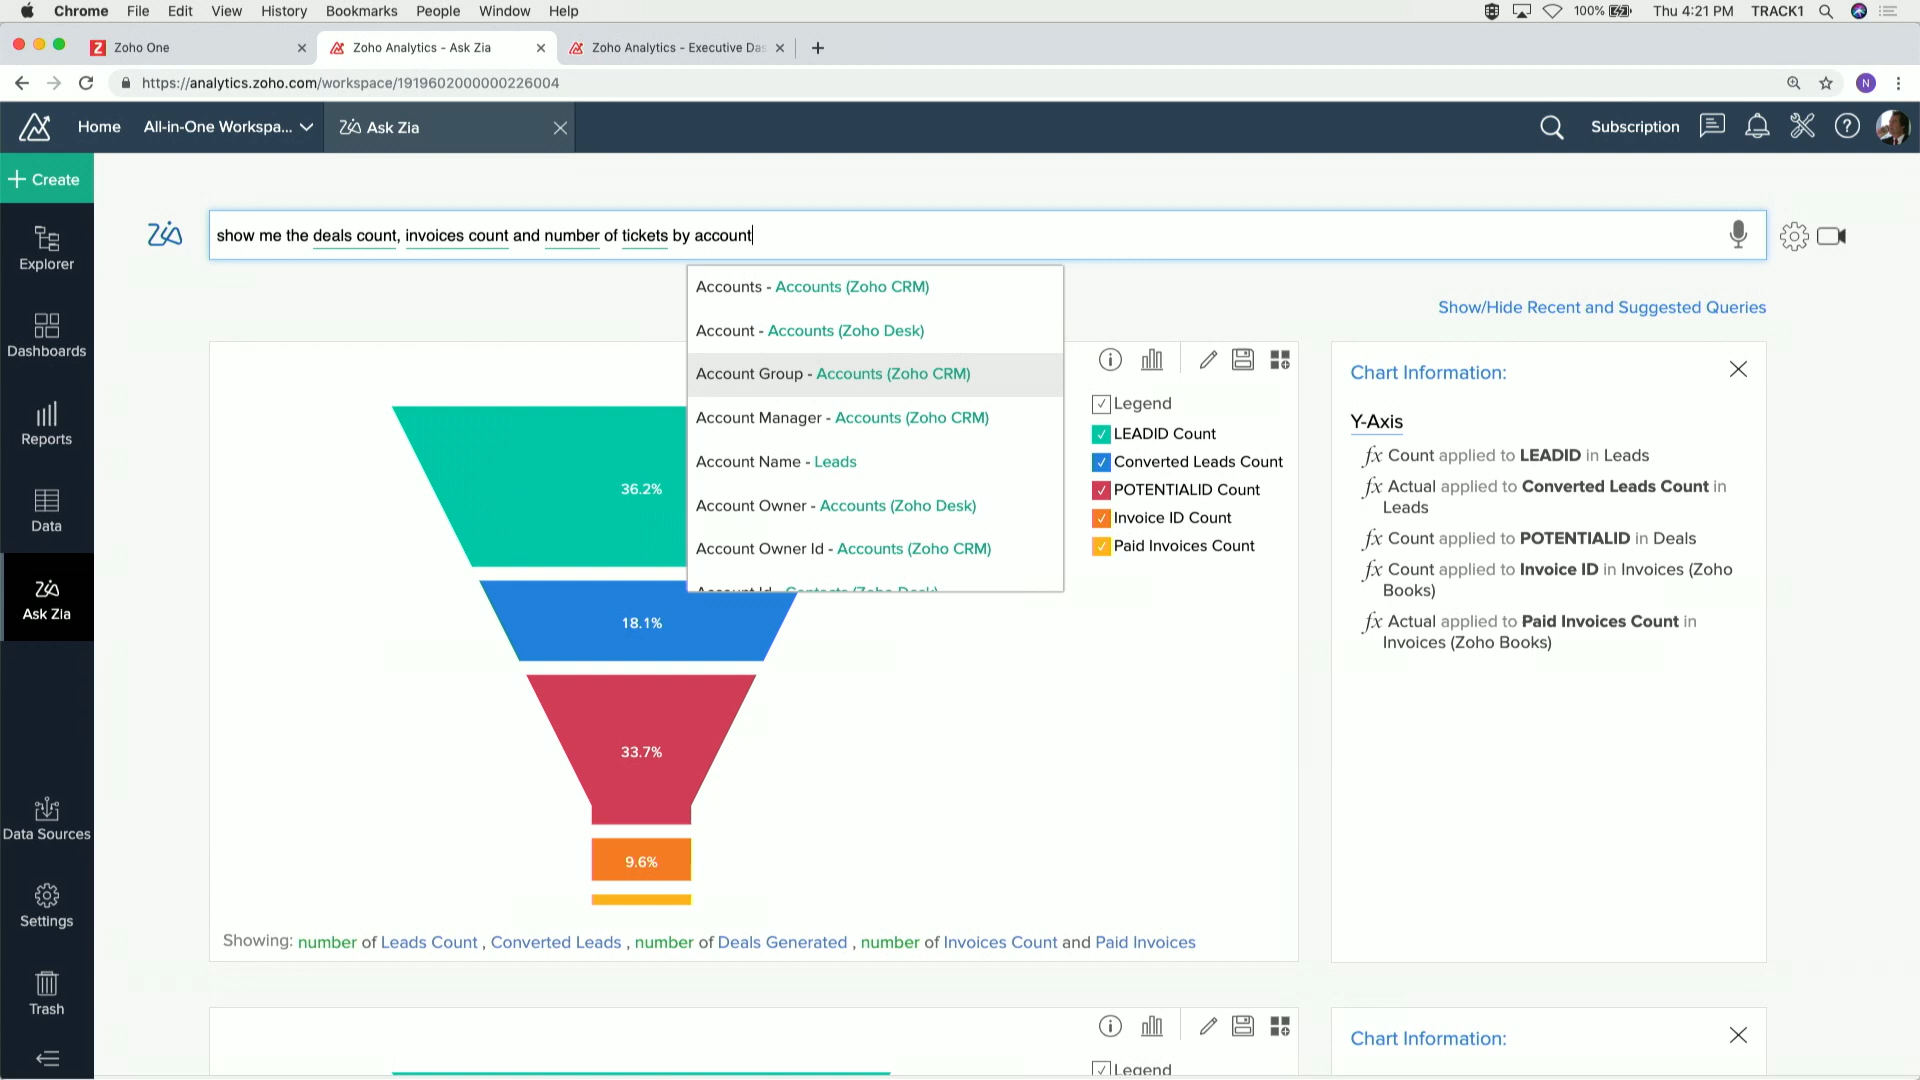 Chrome File Edit View History Bookmarks People Window Help 100% Thu 4:21 PM TRACK1
Zoho One Zoho Analytics - Ask Zia Zoho Analytics - Executive Das
https://analytics.zoho.com/workspace/1919602000000226004 N
Home All-in-One Workspa... Zia Ask Zia Subscription
Create
Explorer
Dashboards
Reports
Data
Zia
Ask Zia
Data Sources
Settings
Trash
Zia show me the deals count, invoices count and number of tickets by account
Accounts - Accounts (Zoho CRM)
Account - Accounts (Zoho Desk)
Account Group - Accounts (Zoho CRM)
Account Manager - Accounts (Zoho CRM)
Account Name - Leads
Account Owner - Accounts (Zoho Desk)
Account Owner Id - Accounts (Zoho CRM)
Account Id - Contacts (Zoho Desk)
Show/Hide Recent and Suggested Queries
36.2%
18.1%
33.7%
9.6%
Legend
LEADID Count
Converted Leads Count
POTENTIALID Count
Invoice ID Count
Paid Invoices Count
Showing: number of Leads Count , Converted Leads , number of Deals Generated , number of Invoices Count and Paid Invoices
Chart Information:
Y-Axis
fx Count applied to LEADID in Leads
fx Actual applied to Converted Leads Count in
Leads
fx Count applied to POTENTIALID in Deals
fx Count applied to Invoice ID in Invoices (Zoho
Books)
fx Actual applied to Paid Invoices Count in
Invoices (Zoho Books)
Legend
Chart Information: